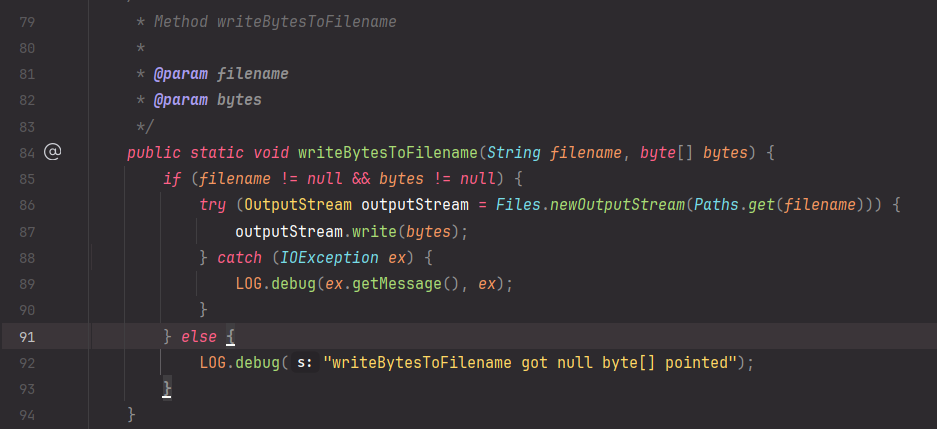 79 * Method writeBytesToFilename
80 *
81 * @param filename
82 * @param bytes
83 */
84 @ public static void writeBytesToFilename(String filename, byte[] bytes) {
85 if (filename != null && bytes != null) {
86 try (OutputStream outputStream = Files.newOutputStream(Paths.get(filename))) {
87 outputStream.write(bytes);
88 } catch (IOException ex) {
89 LOG.debug(ex.getMessage(), ex);
90 }
91 } else {
92 LOG.debug( s: "writeBytesToFilename got null byte[] pointed");
93 }
94 }